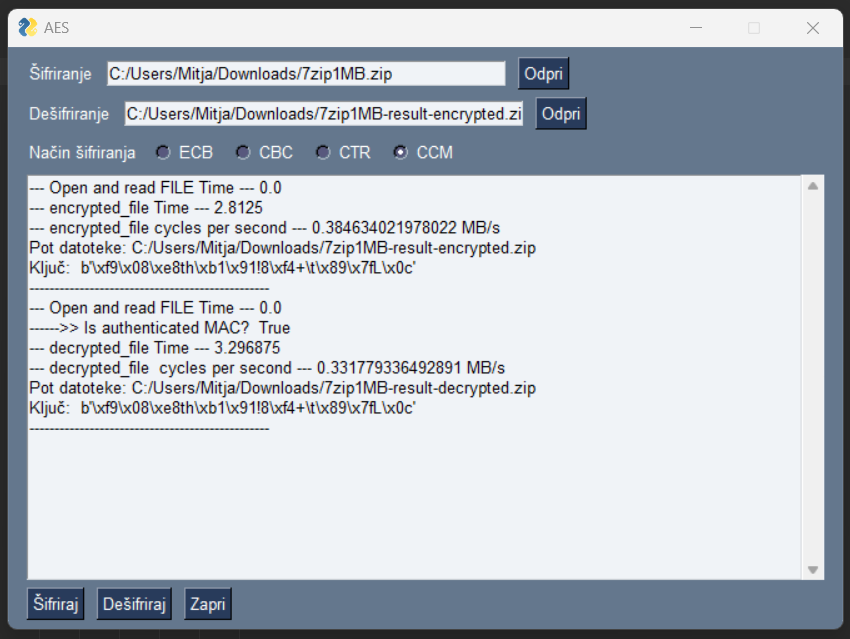 AES
Šifriranje C:/Users/Mitja/Downloads/7zip1MB.zip Odpri
Dešifriranje C:/Users/Mitja/Downloads/7zip1MB-result-encrypted.zi Odpri
Način šifriranja ECB CBC CTR CCM
--- Open and read FILE Time --- 0.0
--- encrypted_file Time --- 2.8125
--- encrypted_file cycles per second --- 0.384634021978022 MB/s
Pot datoteke: C:/Users/Mitja/Downloads/7zip1MB-result-encrypted.zip
Ključ:  b'\xf9\x08\xe8th\xb1\x91!8\xf4+\t\x89\x7fL\x0c'
------------------------------------------------
--- Open and read FILE Time --- 0.0
------>> Is authenticated MAC?  True
--- decrypted_file Time --- 3.296875
--- decrypted_file  cycles per second --- 0.331779336492891 MB/s
Pot datoteke: C:/Users/Mitja/Downloads/7zip1MB-result-decrypted.zip
Ključ:  b'\xf9\x08\xe8th\xb1\x91!8\xf4+\t\x89\x7fL\x0c'
------------------------------------------------
Šifriraj Dešifriraj Zapri